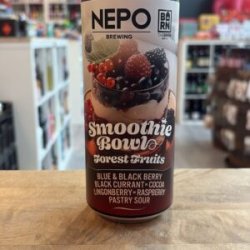 NEPO
BREWING
Smoothie
Bowl
Forest Fruits
BLUE & BLACK BERRY
BLACK CURRANT • COCOA
LINGONBERRY • RASPBERRY
PASTRY SOUR